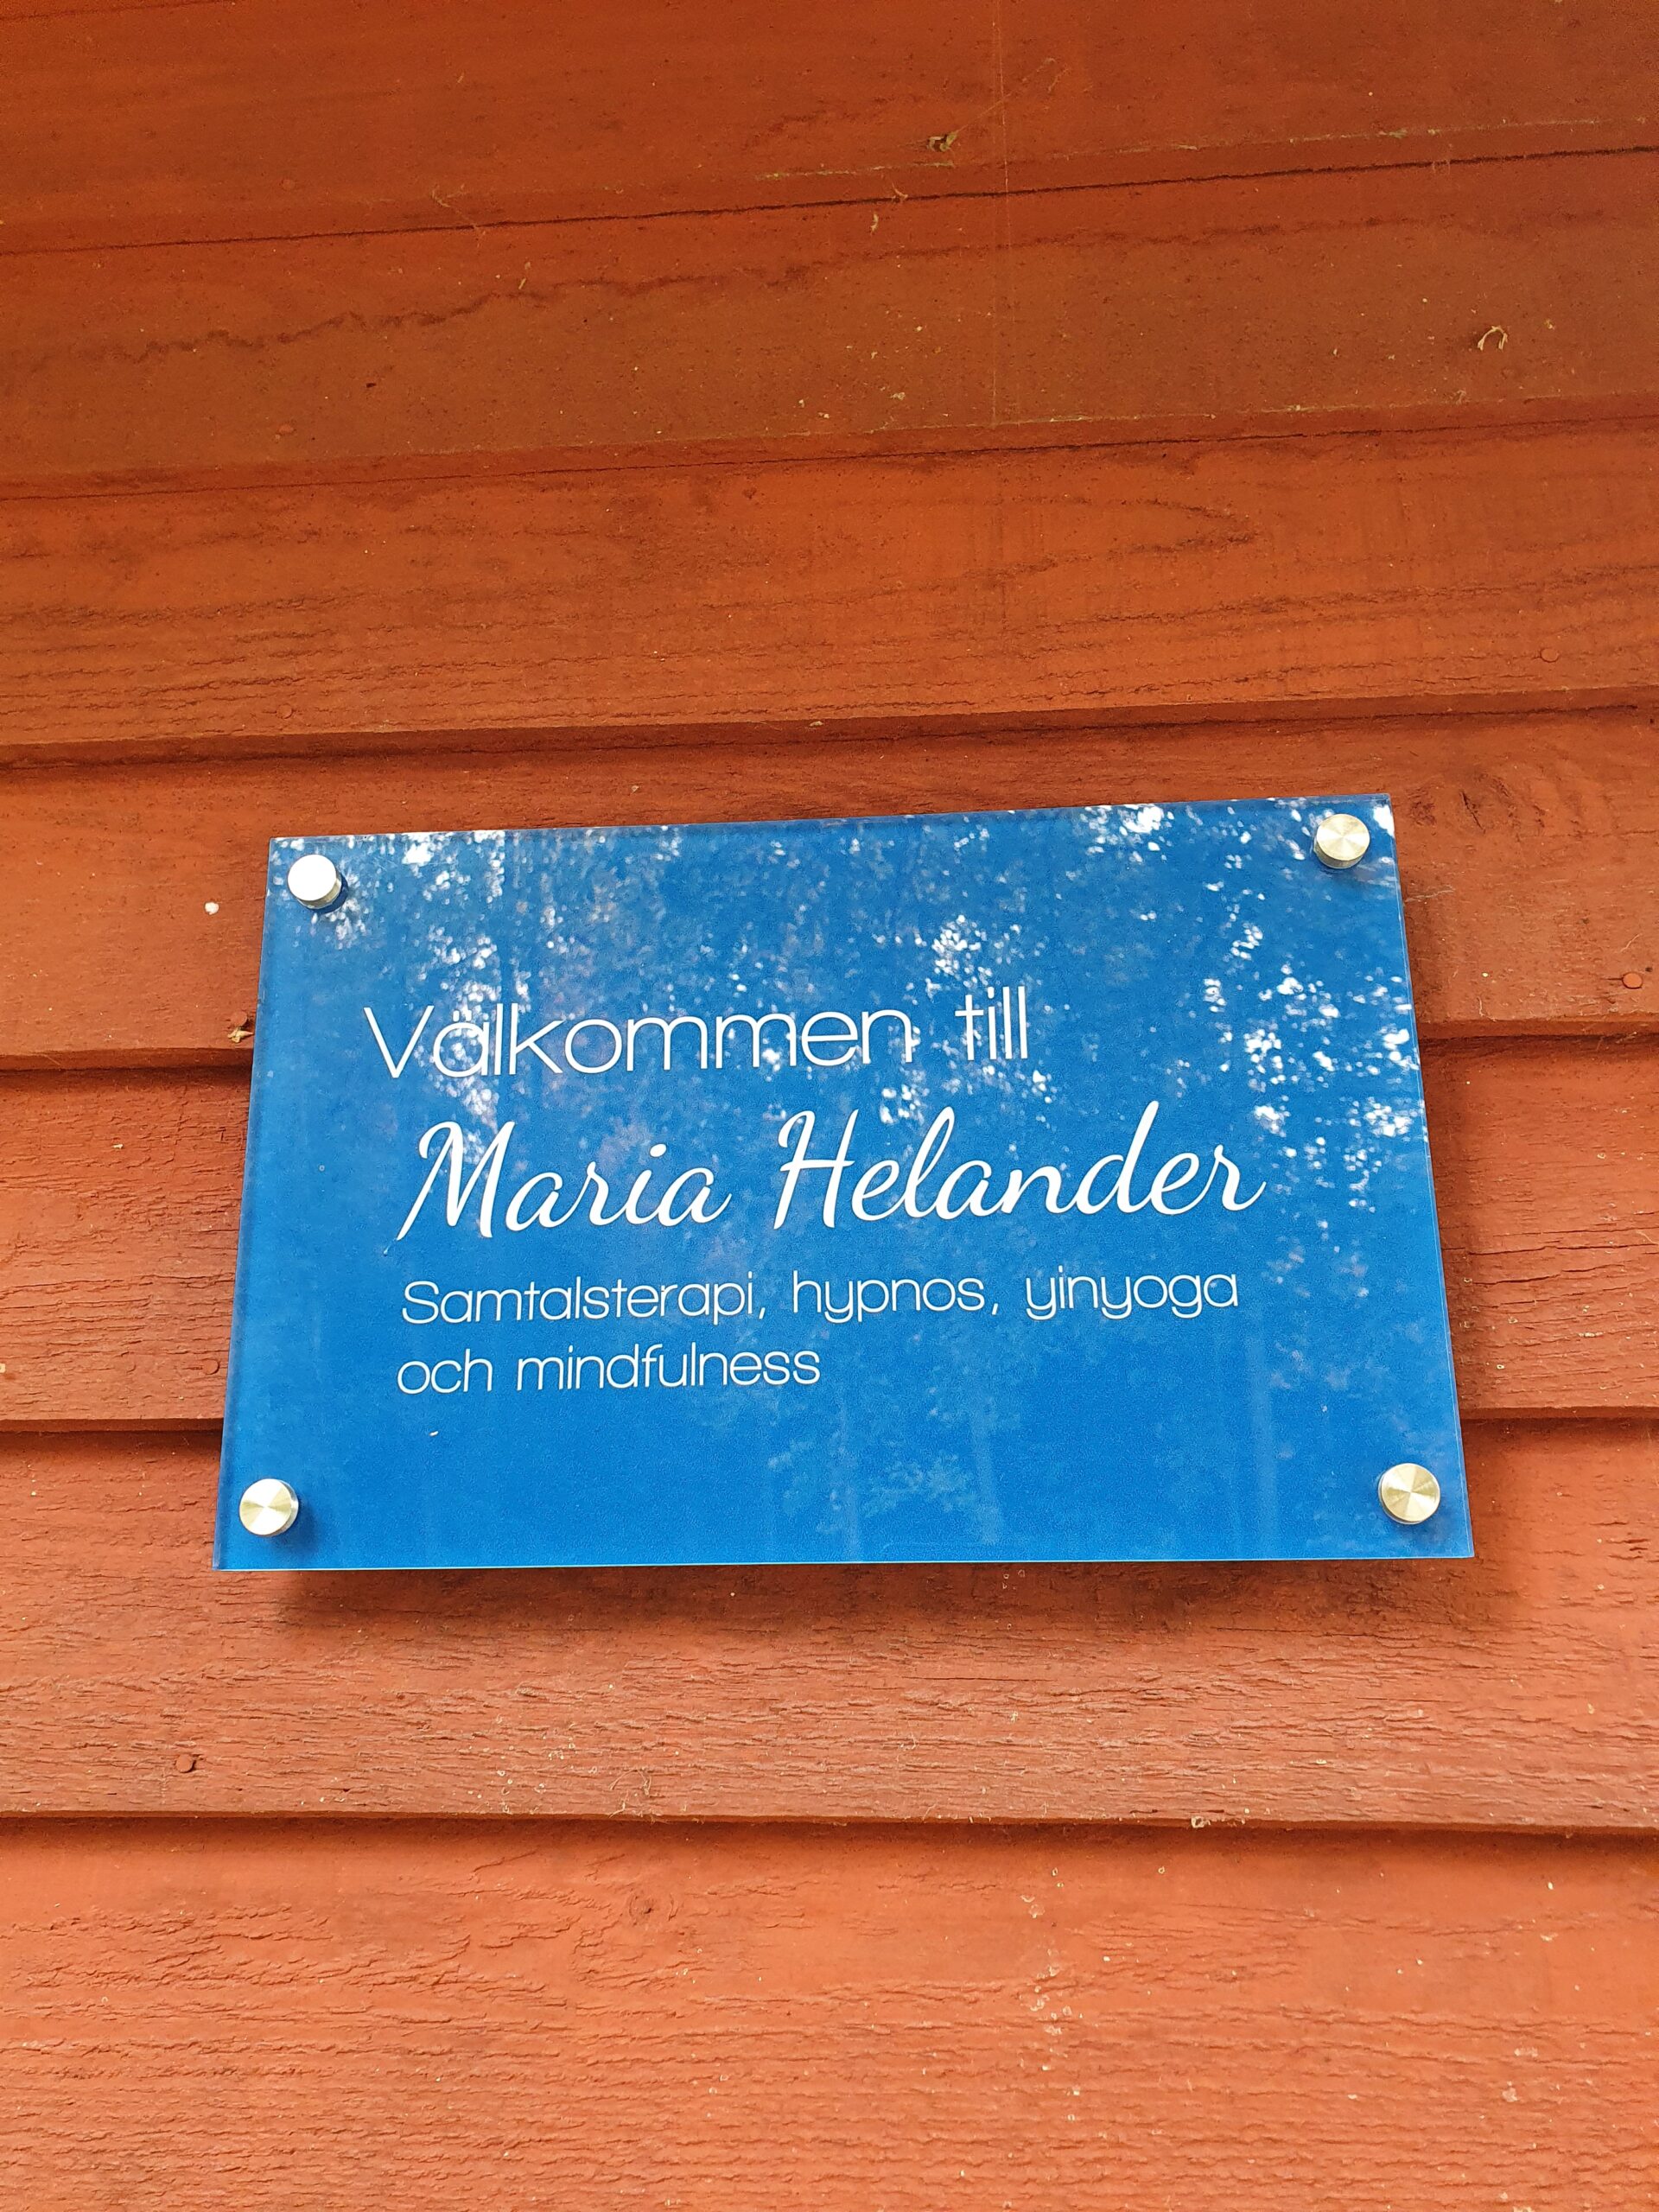 Välkommen till
Maria Helander
Samtalsterapi, hypnos, yinyoga
och mindfulness